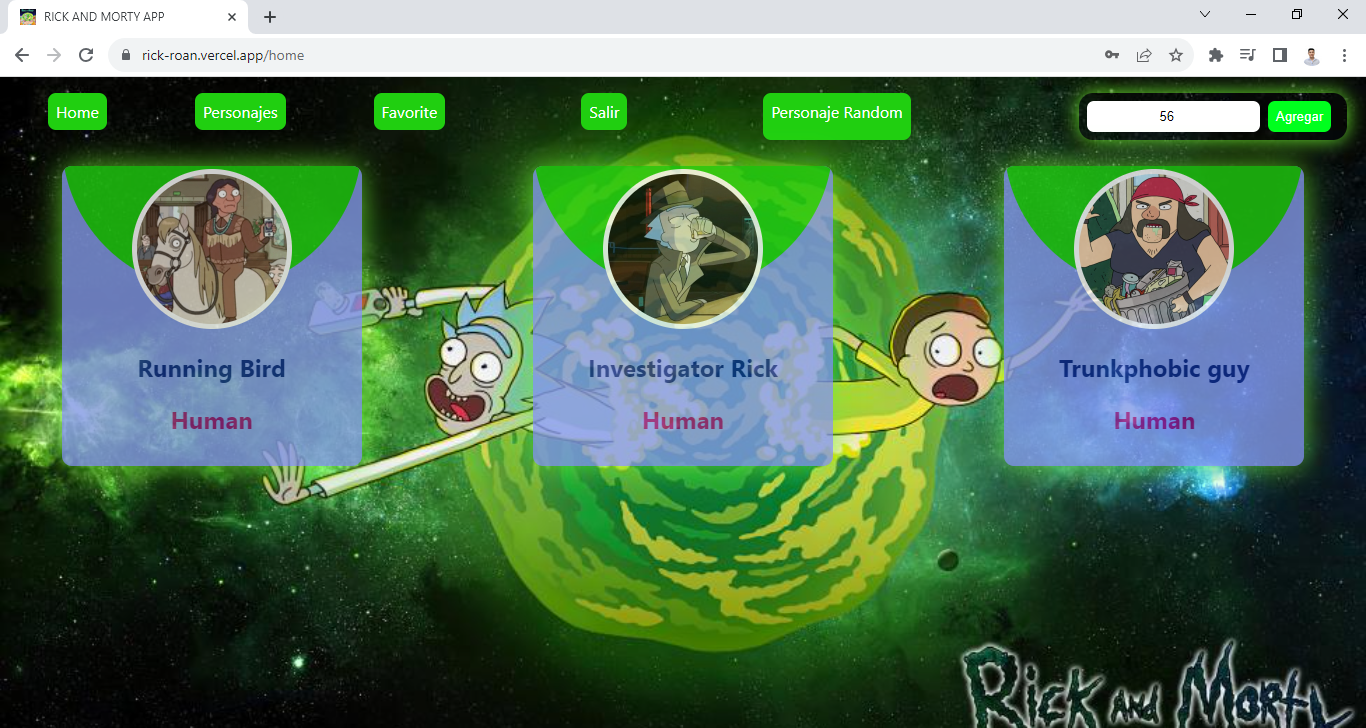 RICK AND MORTY APP
rick-roan.vercel.app/home
Home
Personajes
Favorite
Salir
Personaje Random
56
Agregar
Running Bird
Human
Investigator Rick
Human
Trunkphobic guy
Human
RICK AND MORTY